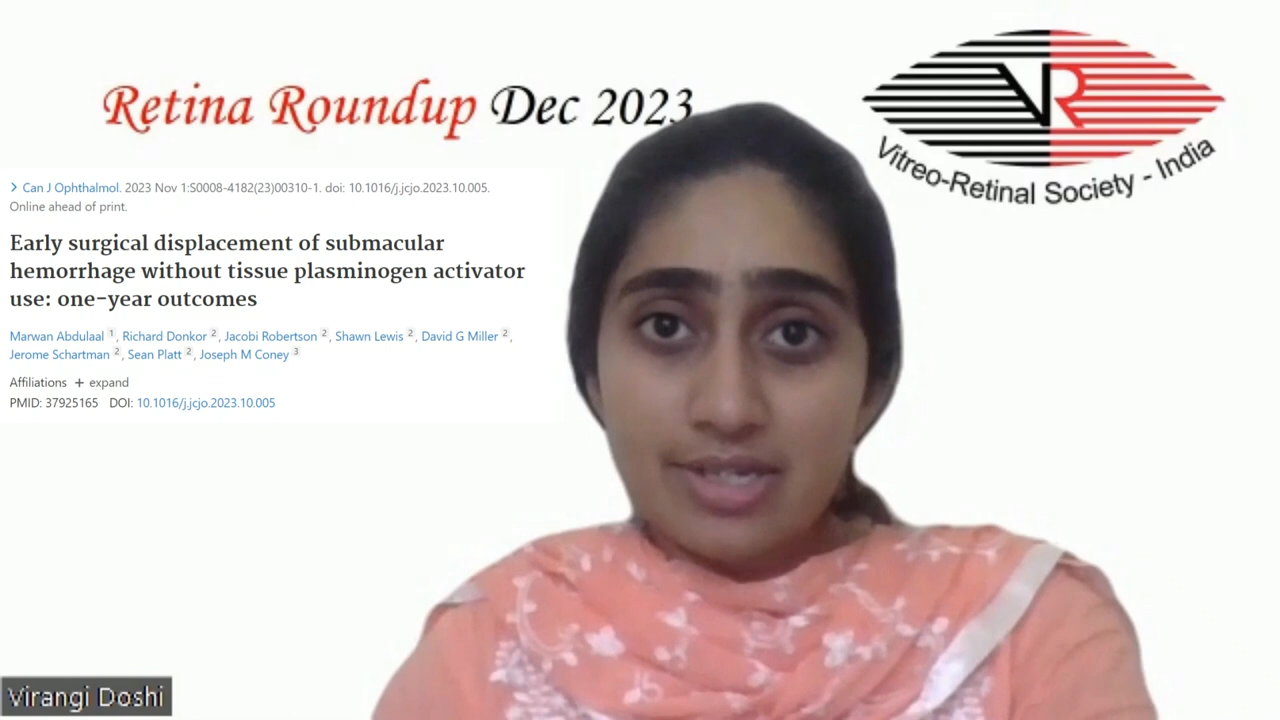 Retina Roundup Dec 2023
VR
Vitreo-Retinal Society - India
> Can J Ophthalmol. 2023 Nov 1:S0008-4182(23)00310-1. doi: 10.1016/j.jcjo.2023.10.005.
Online ahead of print.
Early surgical displacement of submacular
hemorrhage without tissue plasminogen activator
use: one-year outcomes
Marwan Abdulaal 1, Richard Donkor 2, Jacobi Robertson 2, Shawn Lewis 2, David G Miller 2,
Jerome Schartman 2, Sean Platt 2, Joseph M Coney 3
Affiliations + expand
PMID: 37925165 DOI: 10.1016/j.jcjo.2023.10.005
Virangi Doshi